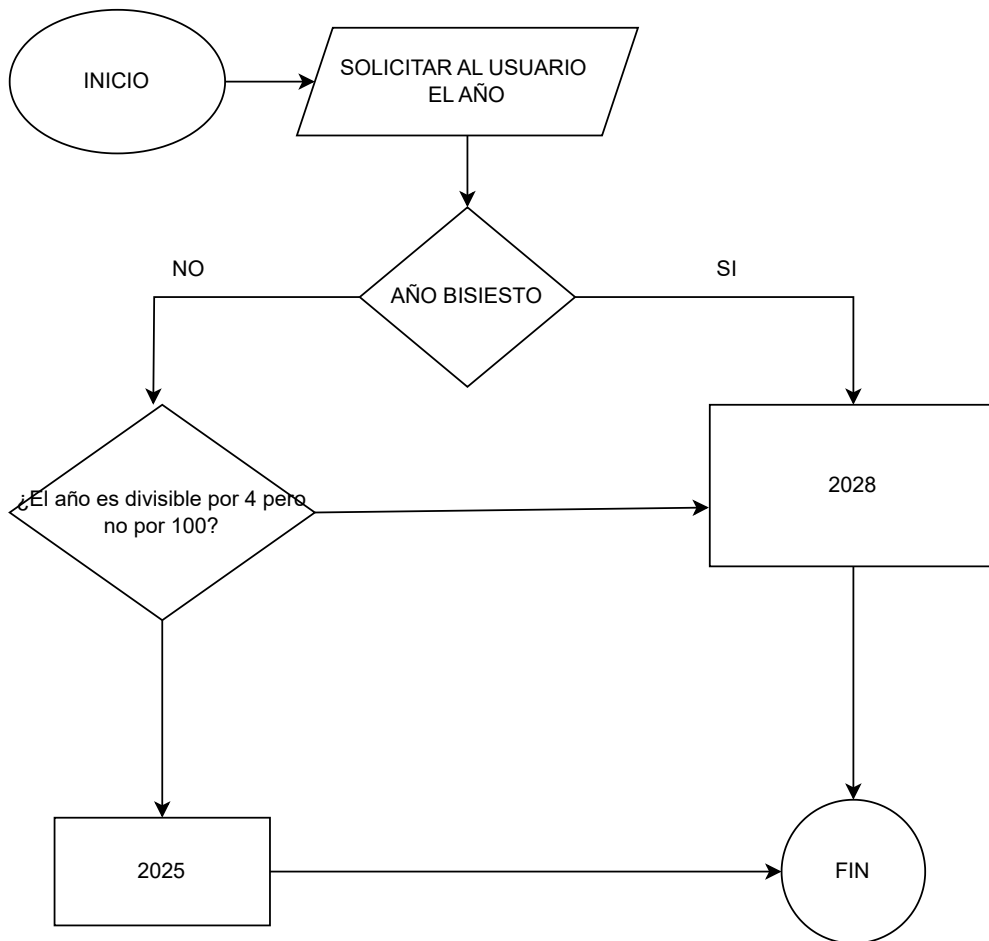 INICIO
SOLICITAR AL USUARIO
EL AÑO
NO
SI
AÑO BISIESTO
¿El año es divisible por 4 pero
no por 100?
2028
2025
FIN